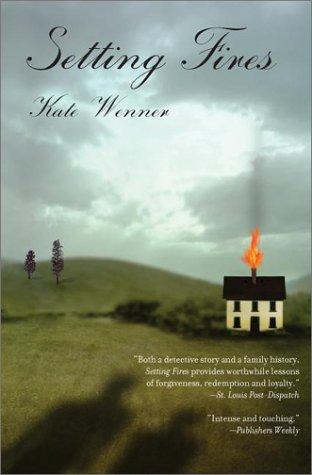 Setting Fires
Kate Wenner
"Both a detective story and a family history,
Setting Fires provides worthwhile lessons
of forgiveness, redemption and loyalty."
—St. Louis Post-Dispatch
"Intense and touching."
—Publishers Weekly